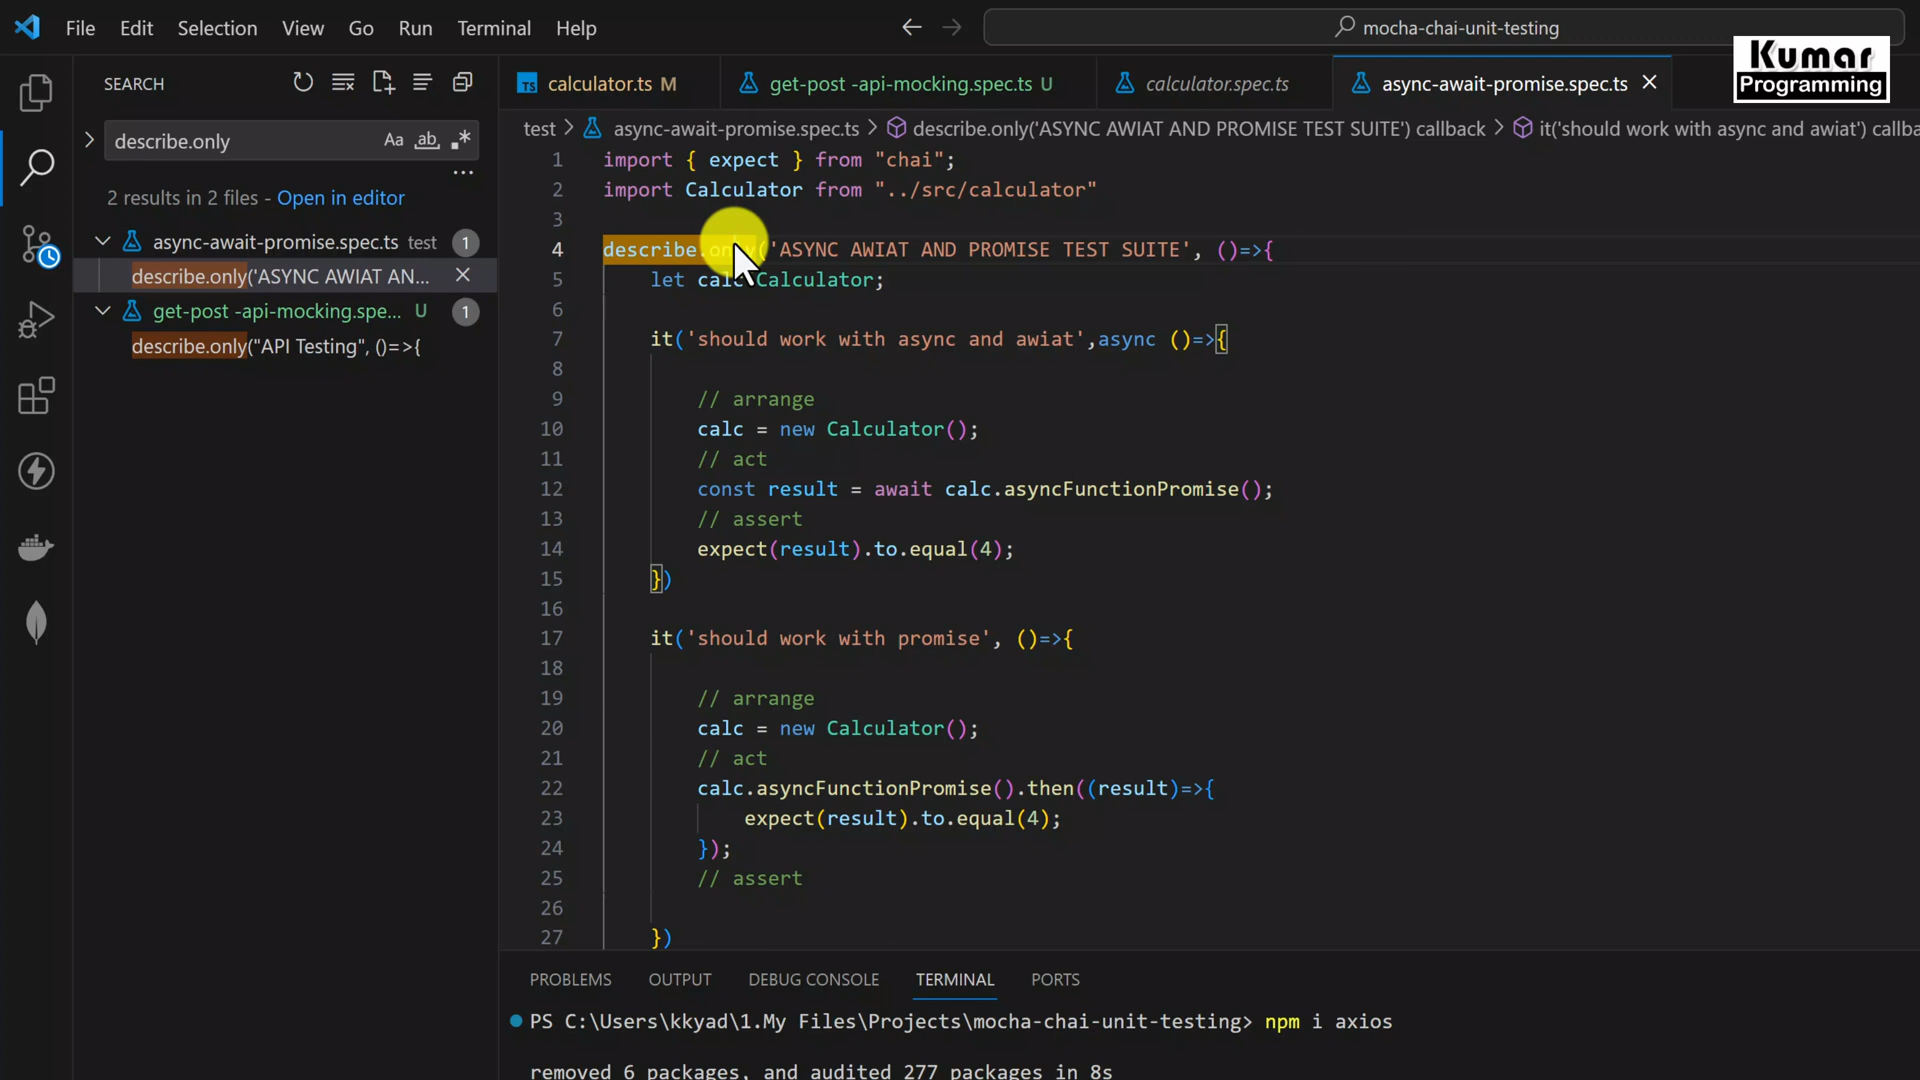 File Edit Selection View Go Run Terminal Help
mocha-chai-unit-testing
Kumar
Programming
SEARCH
calculator.ts M
get-post -api-mocking.spec.ts U
calculator.spec.ts
async-await-promise.spec.ts
describe.only
Aa ab
test > async-await-promise.spec.ts > describe.only('ASYNC AWIAT AND PROMISE TEST SUITE') callback > it('should work with async and awiat') callba
2 results in 2 files - Open in editor
async-await-promise.spec.ts test 1
describe.only('ASYNC AWIAT AN...
get-post -api-mocking.spe... U 1
describe.only("API Testing", ()=>{
1 import { expect } from "chai";
2 import Calculator from "../src/calculator"
3
4 describe.only('ASYNC AWIAT AND PROMISE TEST SUITE', ()=>{
5 let calc Calculator;
6
7 it('should work with async and awiat',async ()=>{
8
9 // arrange
10 calc = new Calculator();
11 // act
12 const result = await calc.asyncFunctionPromise();
13 // assert
14 expect(result).to.equal(4);
15 })
16
17 it('should work with promise', ()=>{
18
19 // arrange
20 calc = new Calculator();
21 // act
22 calc.asyncFunctionPromise().then((result)=>{
23 expect(result).to.equal(4);
24 });
25 // assert
26
27 })
PROBLEMS OUTPUT DEBUG CONSOLE TERMINAL PORTS
PS C:\Users\kkyad\1.My Files\Projects\mocha-chai-unit-testing> npm i axios
removed 6 packages, and audited 277 packages in 8s